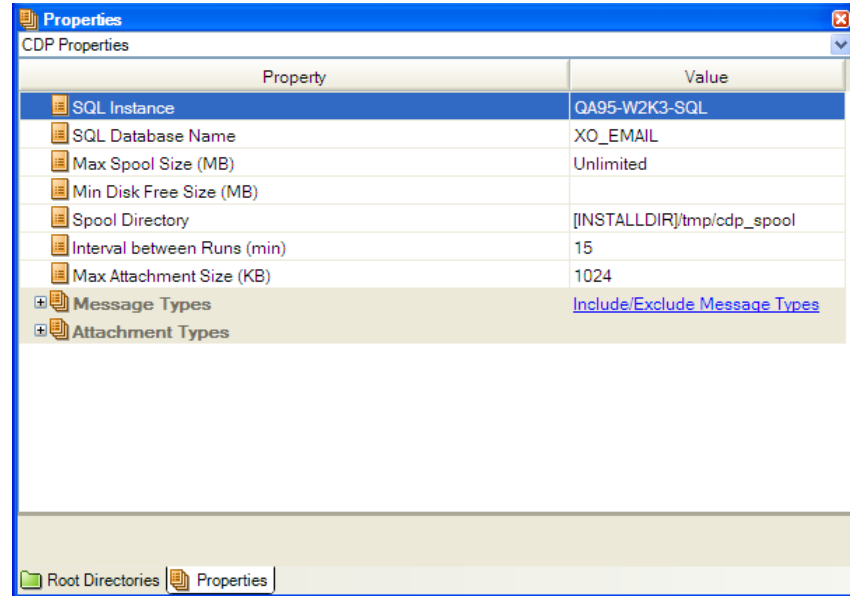 Properties
CDP Properties
Property Value
SQL Instance QA95-W2K3-SQL
SQL Database Name XO_EMAIL
Max Spool Size (MB) Unlimited
Min Disk Free Size (MB)
Spool Directory [INSTALLDIR]/tmp/cdp_spool
Interval between Runs (min) 15
Max Attachment Size (KB) 1024
Message Types Include/Exclude Message Types
Attachment Types
Root Directories Properties